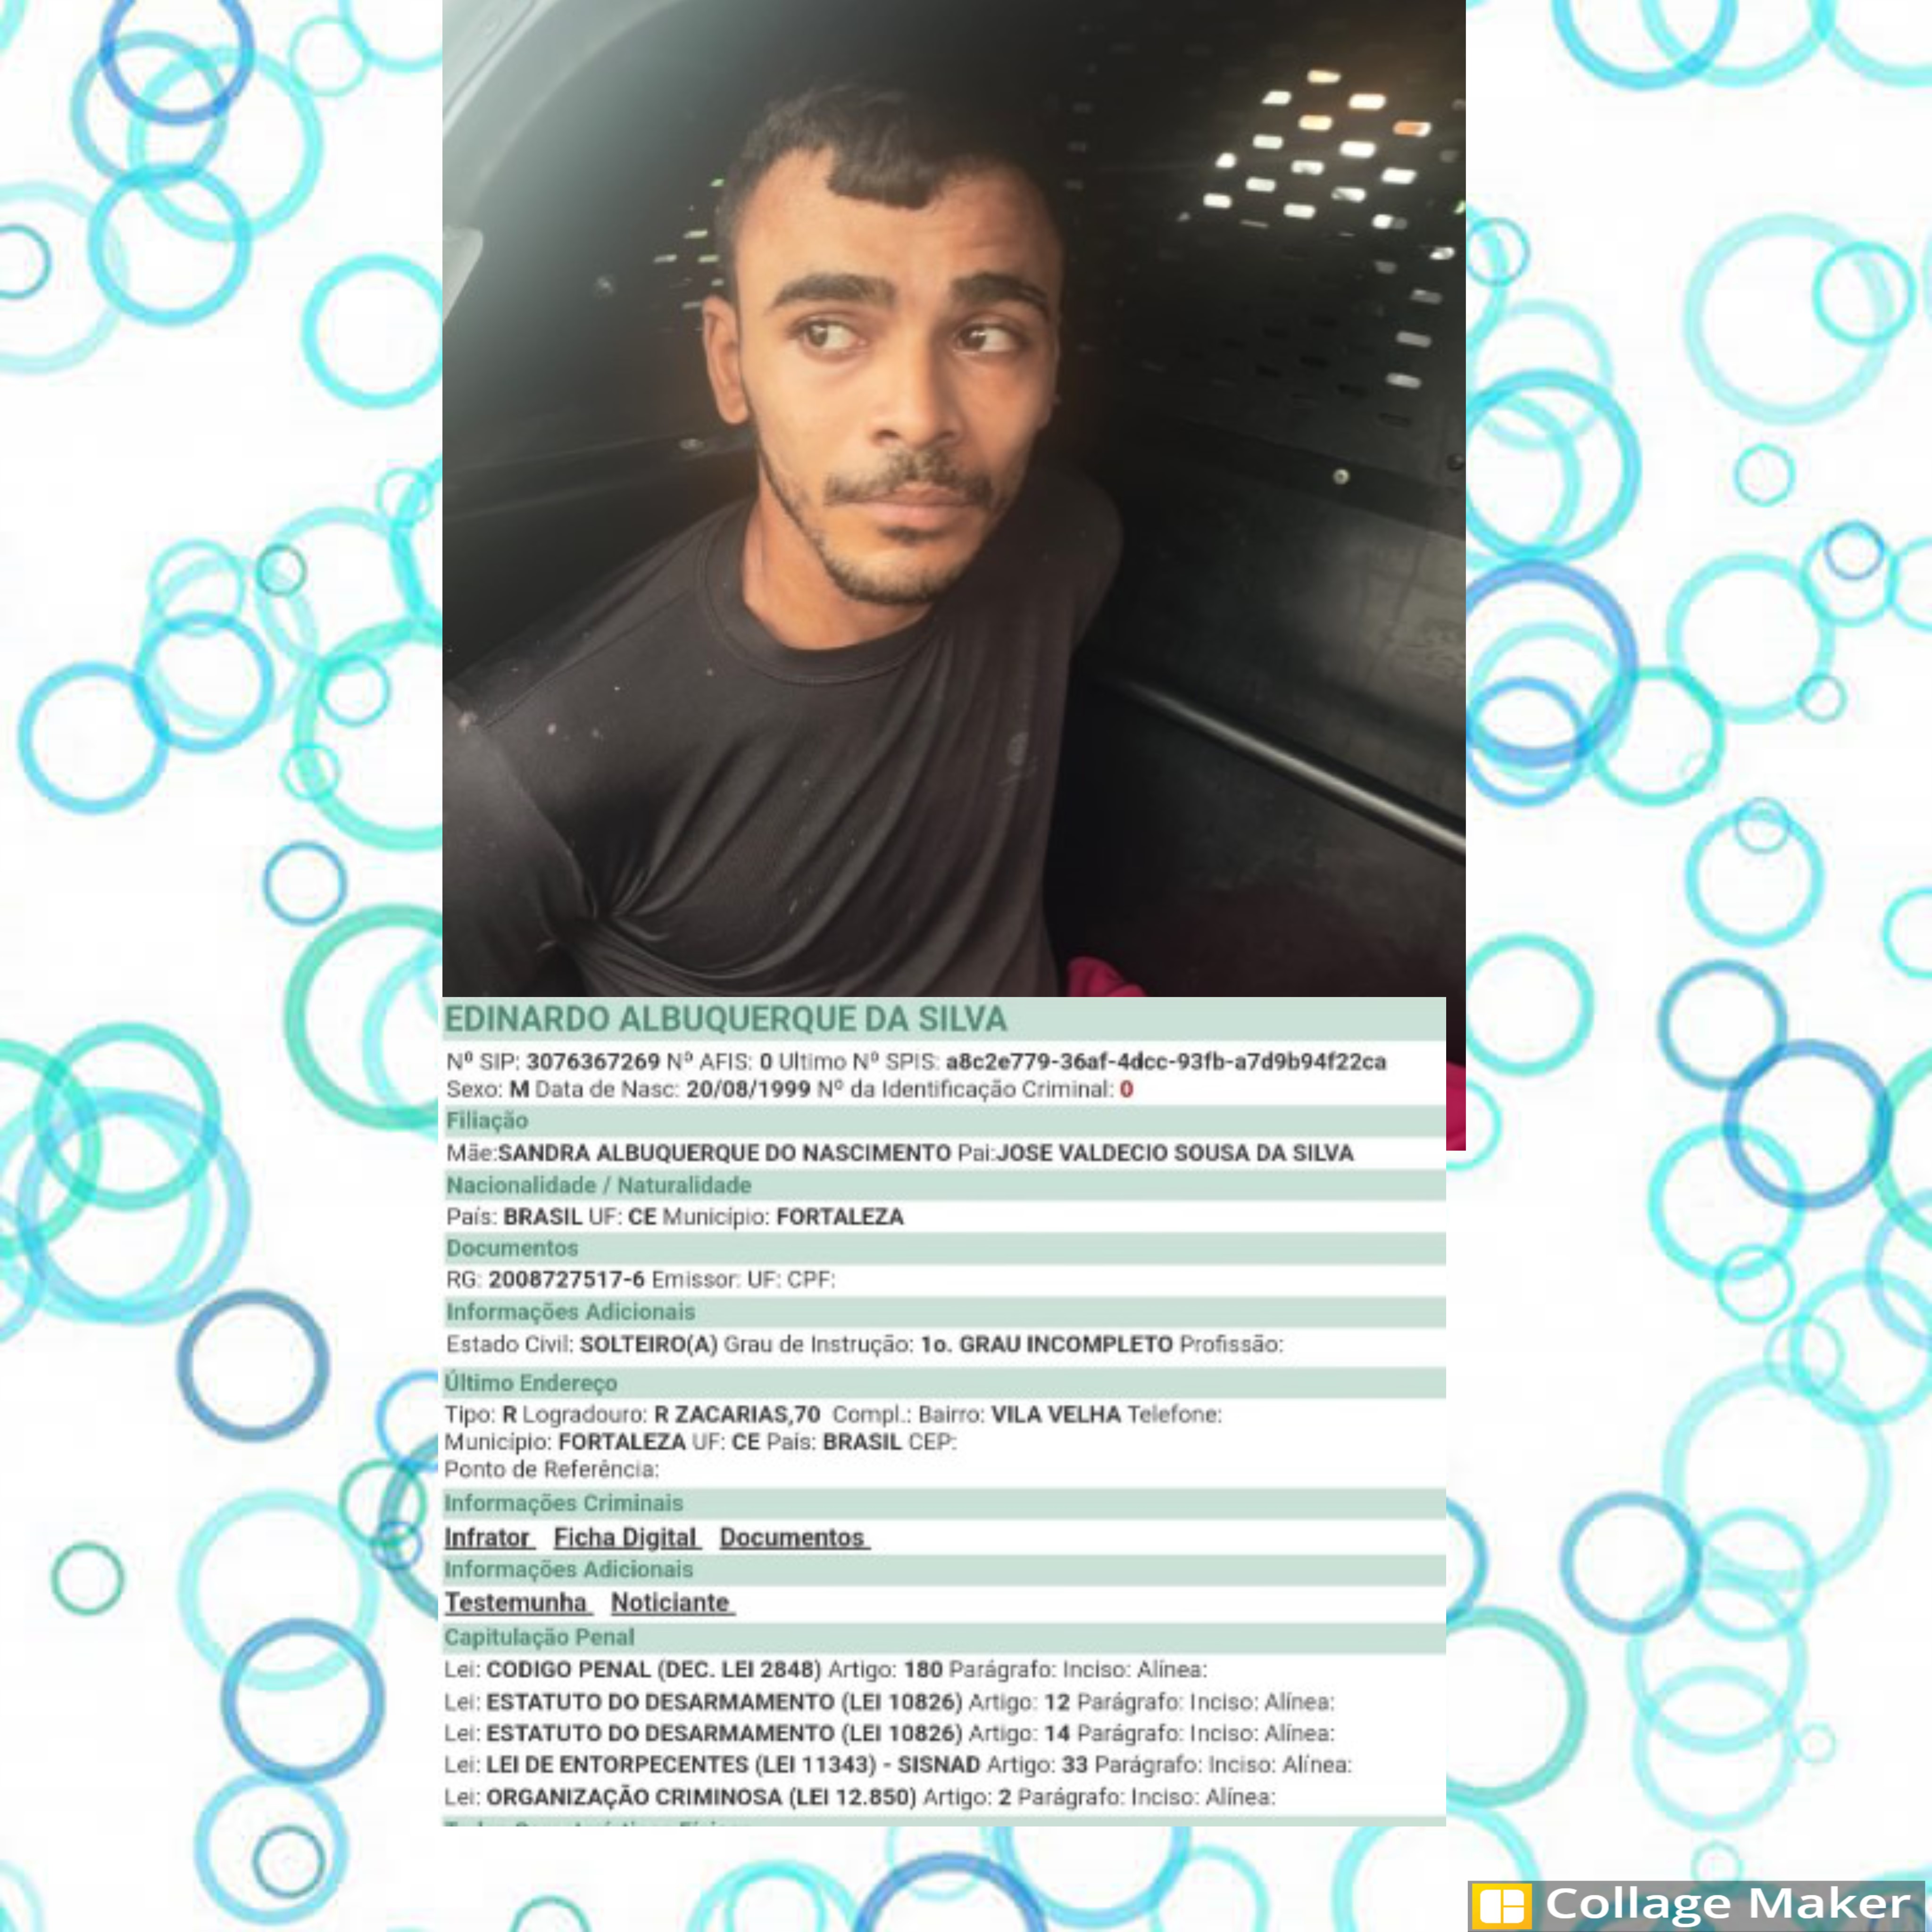 EDINARDO ALBUQUERQUE DA SILVA
Nº SIP: 3076367269 Nº AFIS: 0 Ultimo Nº SPIS: a8c2e779-36af-4dcc-93fb-a7d9b94f22ca
Sexo: M Data de Nasc: 20/08/1999 Nº da Identificação Criminal: 0
Filiação
Mãe:SANDRA ALBUQUERQUE DO NASCIMENTO Pai:JOSE VALDECIO SOUSA DA SILVA
Nacionalidade / Naturalidade
País: BRASIL UF: CE Município: FORTALEZA
Documentos
RG: 2008727517-6 Emissor: UF: CPF:
Informações Adicionais
Estado Civil: SOLTEIRO(A) Grau de Instrução: 1o. GRAU INCOMPLETO Profissão:
Último Endereço
Tipo: R Logradouro: R ZACARIAS,70 Compl.: Bairro: VILA VELHA Telefone:
Município: FORTALEZA UF: CE País: BRASIL CEP:
Ponto de Referência:
Informações Criminais
Infrator Ficha Digital Documentos
Informações Adicionais
Testemunha Noticiante
Capitulação Penal
Lei: CODIGO PENAL (DEC. LEI 2848) Artigo: 180 Parágrafo: Inciso: Alínea:
Lei: ESTATUTO DO DESARMAMENTO (LEI 10826) Artigo: 12 Parágrafo: Inciso: Alínea:
Lei: ESTATUTO DO DESARMAMENTO (LEI 10826) Artigo: 14 Parágrafo: Inciso: Alínea:
Lei: LEI DE ENTORPECENTES (LEI 11343) - SISNAD Artigo: 33 Parágrafo: Inciso: Alínea:
Lei: ORGANIZAÇÃO CRIMINOSA (LEI 12.850) Artigo: 2 Parágrafo: Inciso: Alínea:
Collage Maker